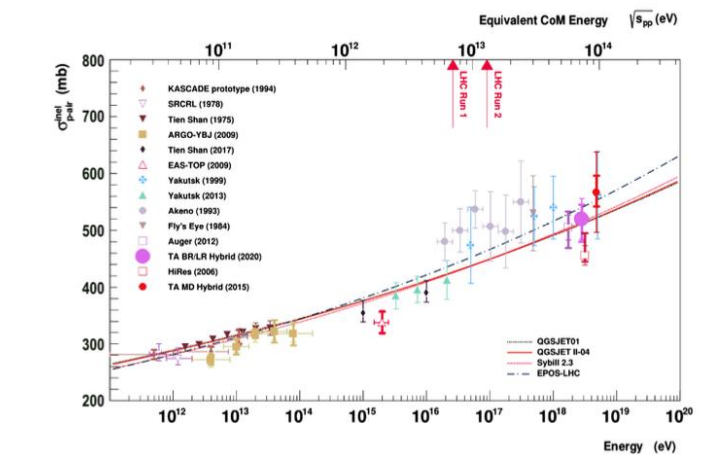 Equivalent CoM Energy √s_pp (eV)
10^11 10^12 10^13 10^14
σ^inel_p-air (mb)
800
700
600
500
400
300
200
LHC Run 1
LHC Run 2
KASCADE prototype (1994)
SRCRL (1978)
Tien Shan (1975)
ARGO-YBJ (2009)
Tien Shan (2017)
EAS-TOP (2009)
Yakutsk (1999)
Yakutsk (2013)
Akeno (1993)
Fly's Eye (1984)
Auger (2012)
TA BR/LR Hybrid (2020)
HiRes (2006)
TA MD Hybrid (2015)
QGSJET01
QGSJET II-04
Sybill 2.3
EPOS-LHC
10^12 10^13 10^14 10^15 10^16 10^17 10^18 10^19 10^20
Energy (eV)